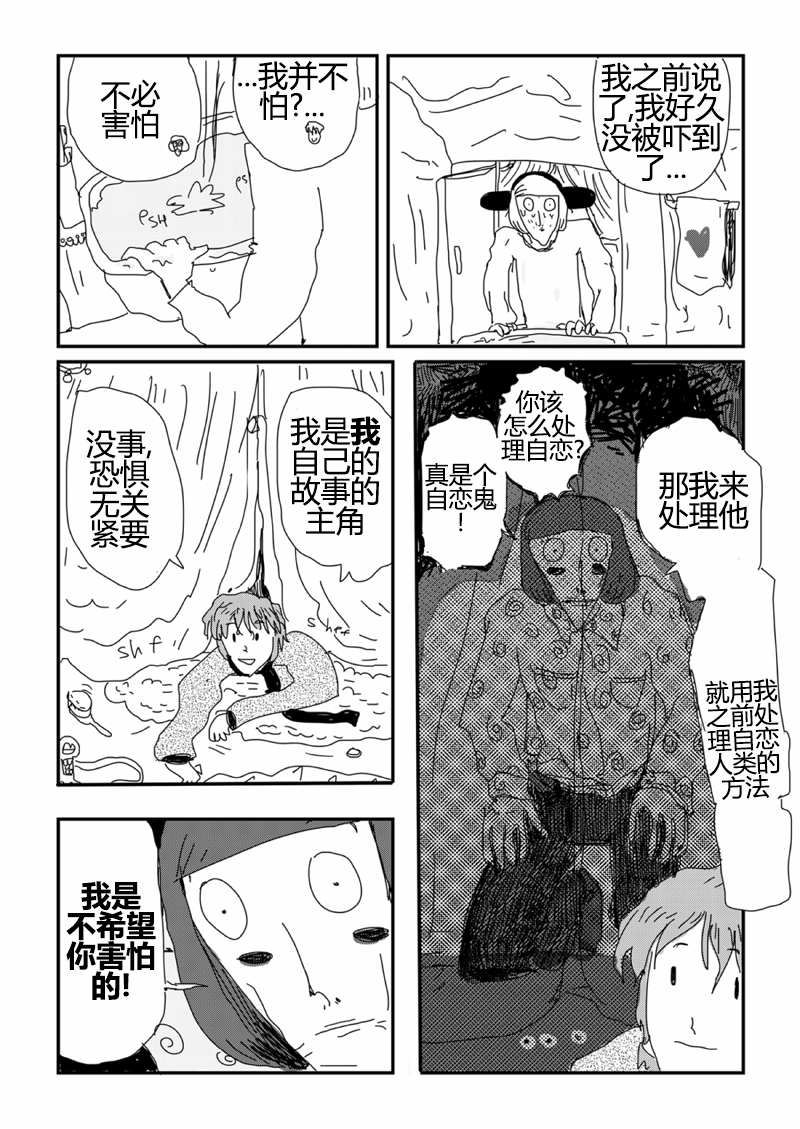 我之前说
了,我好久
没被吓到
了...
...我并不
怕?...
不必
害怕
psh
ps
你该
怎么处
理自恋?
真是个
自恋鬼
!
那我来
处理他
就用我
之前处
理自恋
人类的
方法
我是我
自己的
故事的
主角
没事,
恐惧
无关
紧要
shf
我是
不希望
你害怕
的!